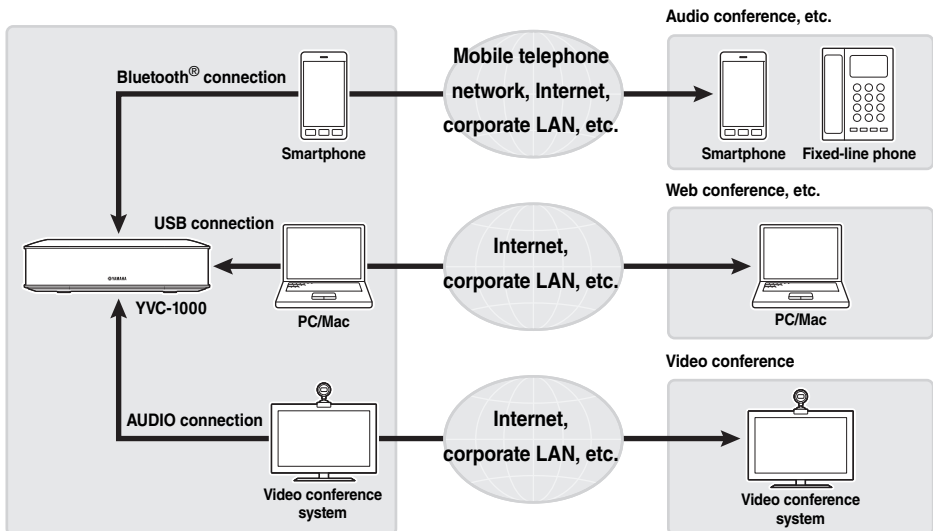 Audio conference, etc.
Bluetooth® connection
Smartphone
Mobile telephone
network, Internet,
corporate LAN, etc.
Smartphone
Fixed-line phone
Web conference, etc.
USB connection
YAMAHA
YVC-1000
PC/Mac
Internet,
corporate LAN, etc.
PC/Mac
Video conference
AUDIO connection
Video conference
system
Internet,
corporate LAN, etc.
Video conference
system